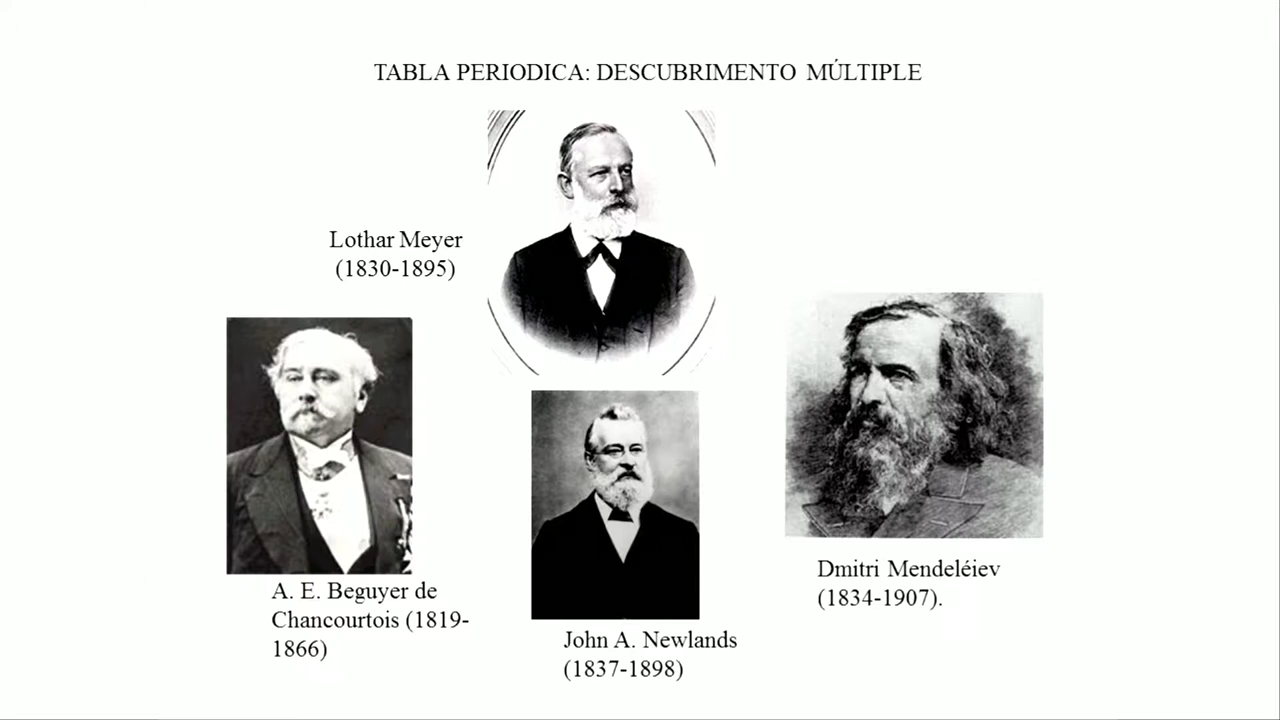 TABLA PERIODICA: DESCUBRIMENTO MÚLTIPLE
Lothar Meyer
(1830-1895)
A. E. Beguyer de
Chancourtois (1819-
1866)
John A. Newlands
(1837-1898)
Dmitri Mendeléiev
(1834-1907).